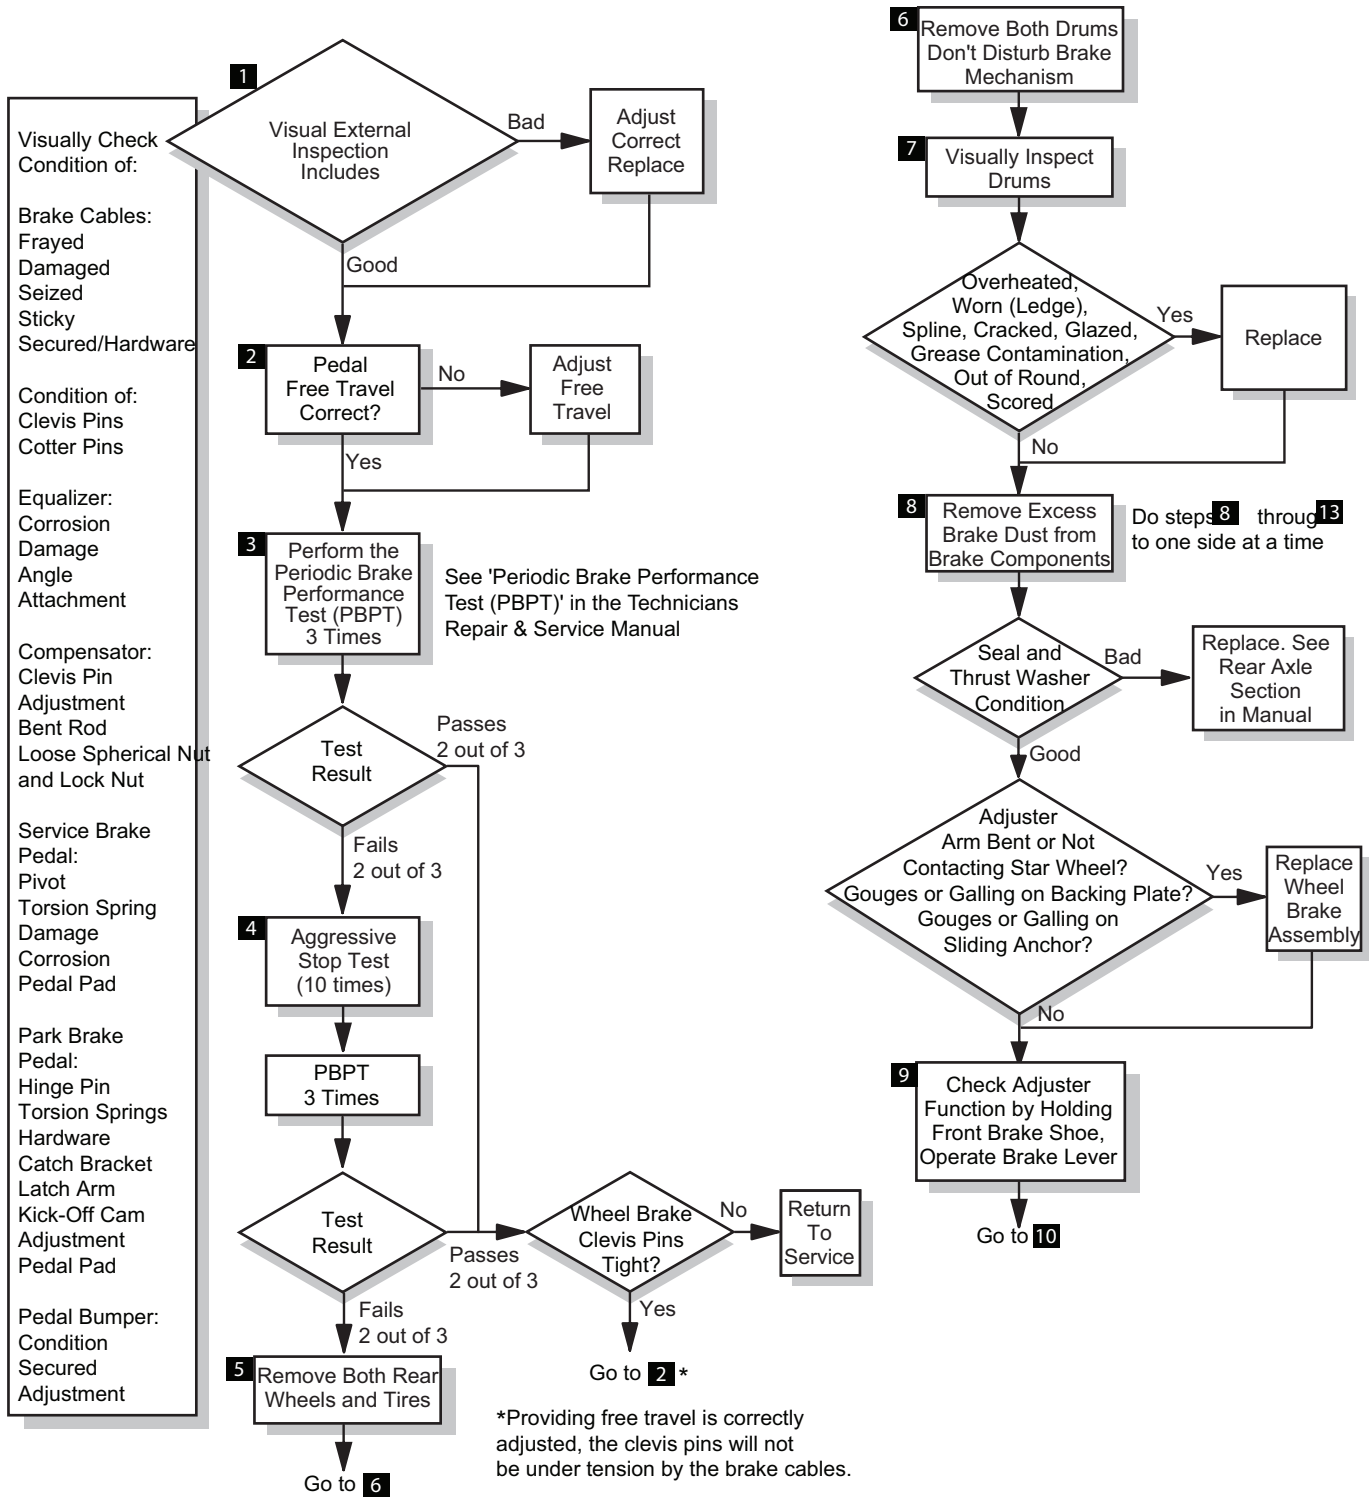 Visually Check
Condition of:
Brake Cables:
Frayed
Damaged
Seized
Sticky
Secured/Hardware
Condition of:
Clevis Pins
Cotter Pins
Equalizer:
Corrosion
Damage
Angle
Attachment
Compensator:
Clevis Pin
Adjustment
Bent Rod
Loose Spherical Nut
and Lock Nut
Service Brake
Pedal:
Pivot
Torsion Spring
Damage
Corrosion
Pedal Pad
Park Brake
Pedal:
Hinge Pin
Torsion Springs
Hardware
Catch Bracket
Latch Arm
Kick-Off Cam
Adjustment
Pedal Pad
Pedal Bumper:
Condition
Secured
Adjustment
1
Visual External
Inspection
Includes
Bad
Adjust
Correct
Replace
Good
2
Pedal
Free Travel
Correct?
No
Adjust
Free
Travel
Yes
3
Perform the
Periodic Brake
Performance
Test (PBPT)
3 Times
See 'Periodic Brake Performance
Test (PBPT)' in the Technicians
Repair & Service Manual
Test
Result
Passes
2 out of 3
Fails
2 out of 3
4
Aggressive
Stop Test
(10 times)
PBPT
3 Times
Test
Result
Passes
2 out of 3
Wheel Brake
Clevis Pins
Tight?
No
Return
To
Service
Yes
Go to 2 *
*Providing free travel is correctly
adjusted, the clevis pins will not
be under tension by the brake cables.
Fails
2 out of 3
5
Remove Both Rear
Wheels and Tires
Go to 6
6
Remove Both Drums
Don't Disturb Brake
Mechanism
7
Visually Inspect
Drums
Overheated,
Worn (Ledge),
Spline, Cracked, Glazed,
Grease Contamination,
Out of Round,
Scored
Yes
Replace
No
8
Remove Excess
Brake Dust from
Brake Components
Do steps 8 throug 13
to one side at a time
Seal and
Thrust Washer
Condition
Bad
Replace. See
Rear Axle
Section
in Manual
Good
Adjuster
Arm Bent or Not
Contacting Star Wheel?
Gouges or Galling on Backing Plate?
Gouges or Galling on
Sliding Anchor?
Yes
Replace
Wheel
Brake
Assembly
No
9
Check Adjuster
Function by Holding
Front Brake Shoe,
Operate Brake Lever
Go to 10